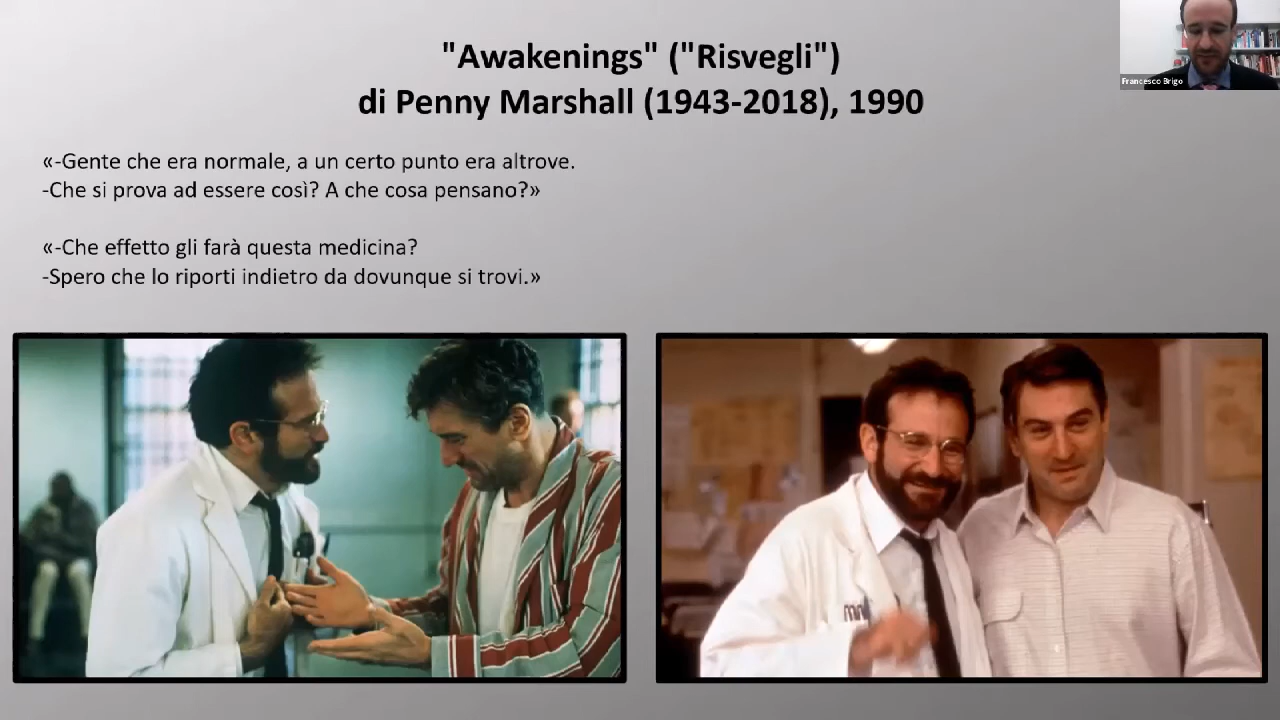 "Awakenings" ("Risvegli")
di Penny Marshall (1943-2018), 1990
Francesco Brigo
«-Gente che era normale, a un certo punto era altrove.
-Che si prova ad essere così? A che cosa pensano?»
«-Che effetto gli farà questa medicina?
-Spero che lo riporti indietro da dovunque si trovi.»